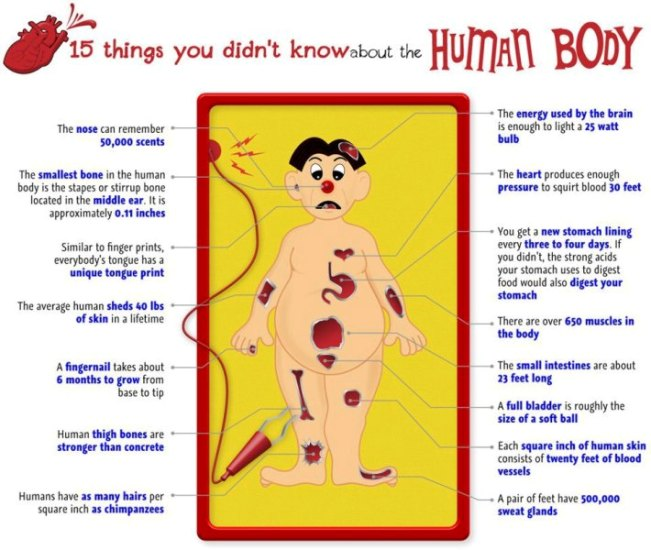 15 things you didn't know about the HUMAN BODY
The nose can remember
50,000 scents
The smallest bone in the human
body is the stapes or stirrup bone
located in the middle ear. It is
approximately 0.11 inches
Similar to finger prints,
everybody's tongue has a
unique tongue print
The average human sheds 40 lbs
of skin in a lifetime
A fingernail takes about
6 months to grow from
base to tip
Human thigh bones are
stronger than concrete
Humans have as many hairs per
square inch as chimpanzees
The energy used by the brain
is enough to light a 25 watt
bulb
The heart produces enough
pressure to squirt blood 30 feet
You get a new stomach lining
every three to four days. If
you didn't, the strong acids
your stomach uses to digest
food would also digest your
stomach
There are over 650 muscles in
the body
The small intestines are about
23 feet long
A full bladder is roughly the
size of a soft ball
Each square inch of human skin
consists of twenty feet of blood
vessels
A pair of feet have 500,000
sweat glands